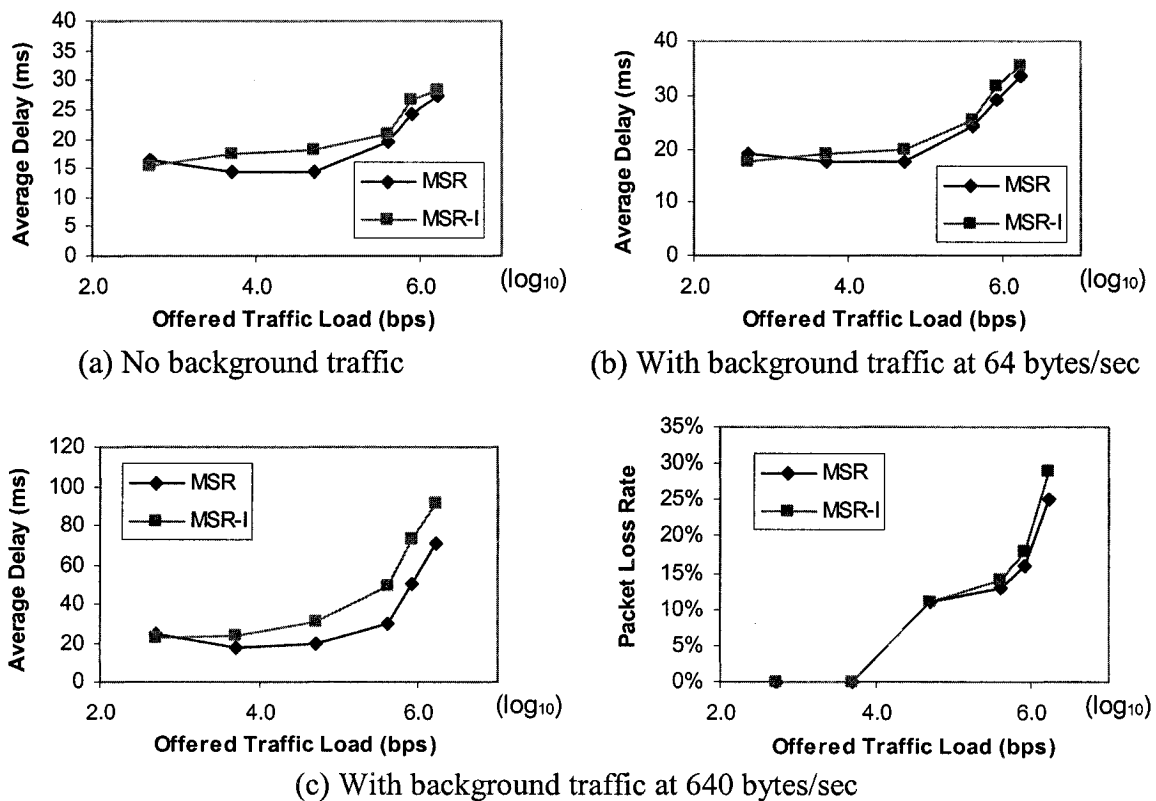 40
35
30
25
20
15
10
5
0
Average Delay (ms)
MSR
MSR-I
2.0 4.0 6.0 (log10)
Offered Traffic Load (bps)
(a) No background traffic
40
30
20
10
0
Average Delay (ms)
MSR
MSR-I
2.0 4.0 6.0 (log10)
Offered Traffic Load (bps)
(b) With background traffic at 64 bytes/sec
120
100
80
60
40
20
0
Average Delay (ms)
MSR
MSR-I
2.0 4.0 6.0 (log10)
Offered Traffic Load (bps)
35%
30%
25%
20%
15%
10%
5%
0%
Packet Loss Rate
MSR
MSR-I
2.0 4.0 6.0 (log10)
Offered Traffic Load (bps)
(c) With background traffic at 640 bytes/sec